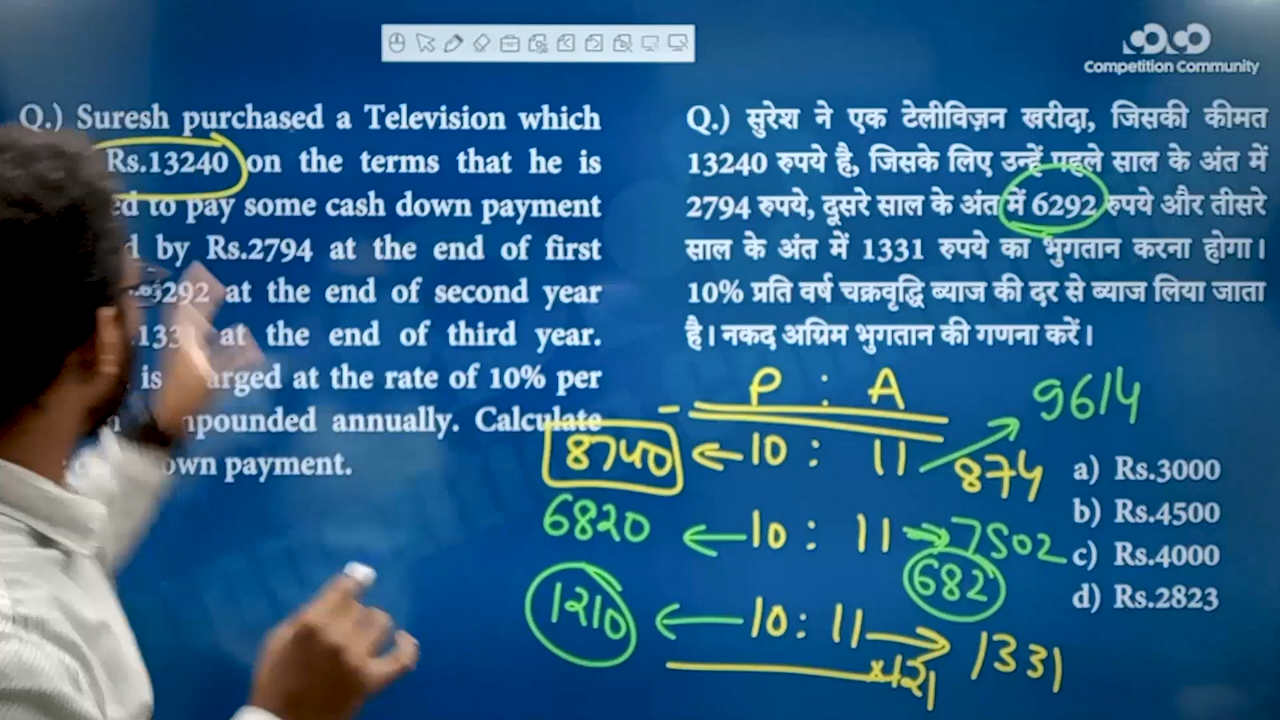 Competition Community
Q.) Suresh purchased a Television which
Rs.13240 on the terms that he is
to pay some cash down payment
by Rs.2794 at the end of first
at the end of second year
at the end of third year.
is at the rate of 10% per
annually. Calculate
payment.
Q.) सुरेश ने एक टेलीविज़न खरीदा, जिसकी कीमत
13240 रुपये है, जिसके लिए उन्हें पहले साल के अंत में
2794 रुपये, दूसरे साल के अंत में 6292 रुपये और तीसरे
साल के अंत में 1331 रुपये का भुगतान करना होगा।
10% प्रति वर्ष चक्रवृद्धि ब्याज की दर से ब्याज लिया जाता
है। नकद अग्रिम भुगतान की गणना करें।
P : A
9614
8740 ← 10 : 11
874
6820 ← 10 : 11 → 7502
682
1210 ← 10 : 11 → 1331
×121
a) Rs.3000
b) Rs.4500
c) Rs.4000
d) Rs.2823